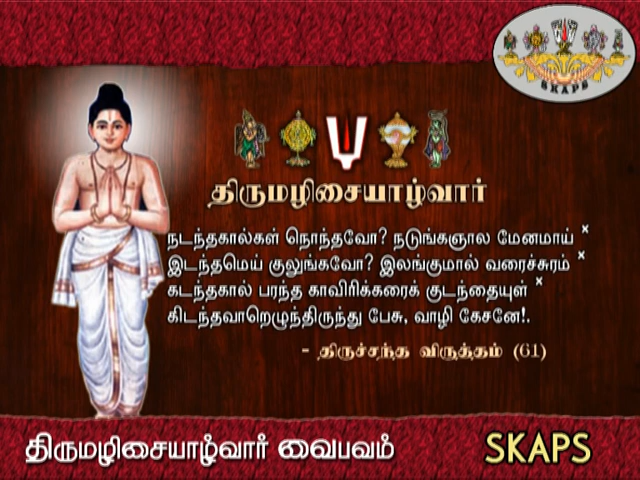 SKAPS
திருமழிசையாழ்வார்
நடந்தகால்கள் நொந்தவோ? நடுங்கஞால மேனமாய் ×
இடந்தமெய் குலுங்கவோ? இலங்குமால் வரைச்சுரம் ×
கடந்தகால் பரந்த காவிரிக்கரைக் குடந்தையுள் ×
கிடந்தவாறெழுந்திருந்து பேசு, வாழி கேசனே!.
- திருச்சந்த விருத்தம் (61)
திருமழிசையாழ்வார் வைபவம்
SKAPS